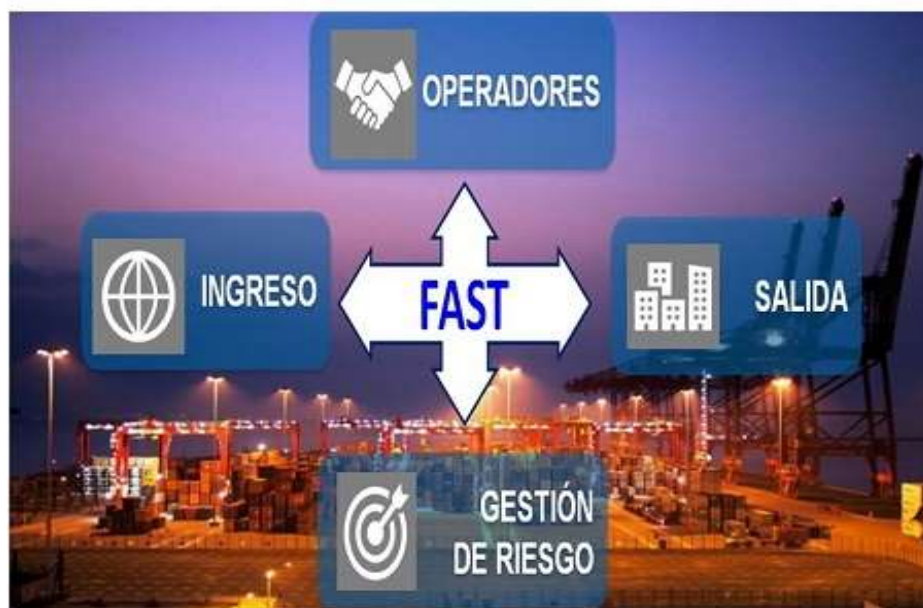 OPERADORES
INGRESO
FAST
SALIDA
GESTIÓN
DE RIESGO